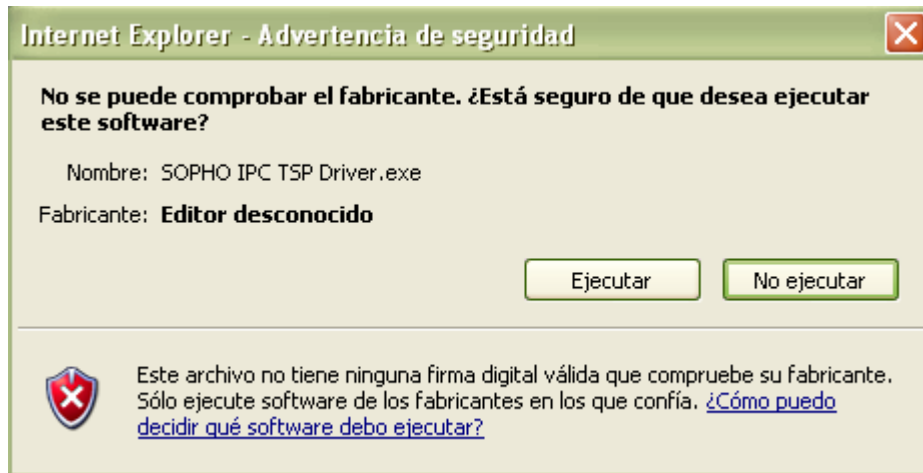 Internet Explorer - Advertencia de seguridad
No se puede comprobar el fabricante. ¿Está seguro de que desea ejecutar
este software?
Nombre: SOPHO IPC TSP Driver.exe
Fabricante: Editor desconocido
Ejecutar No ejecutar
Este archivo no tiene ninguna firma digital válida que compruebe su fabricante.
Sólo ejecute software de los fabricantes en los que confía. ¿Cómo puedo
decidir qué software debo ejecutar?